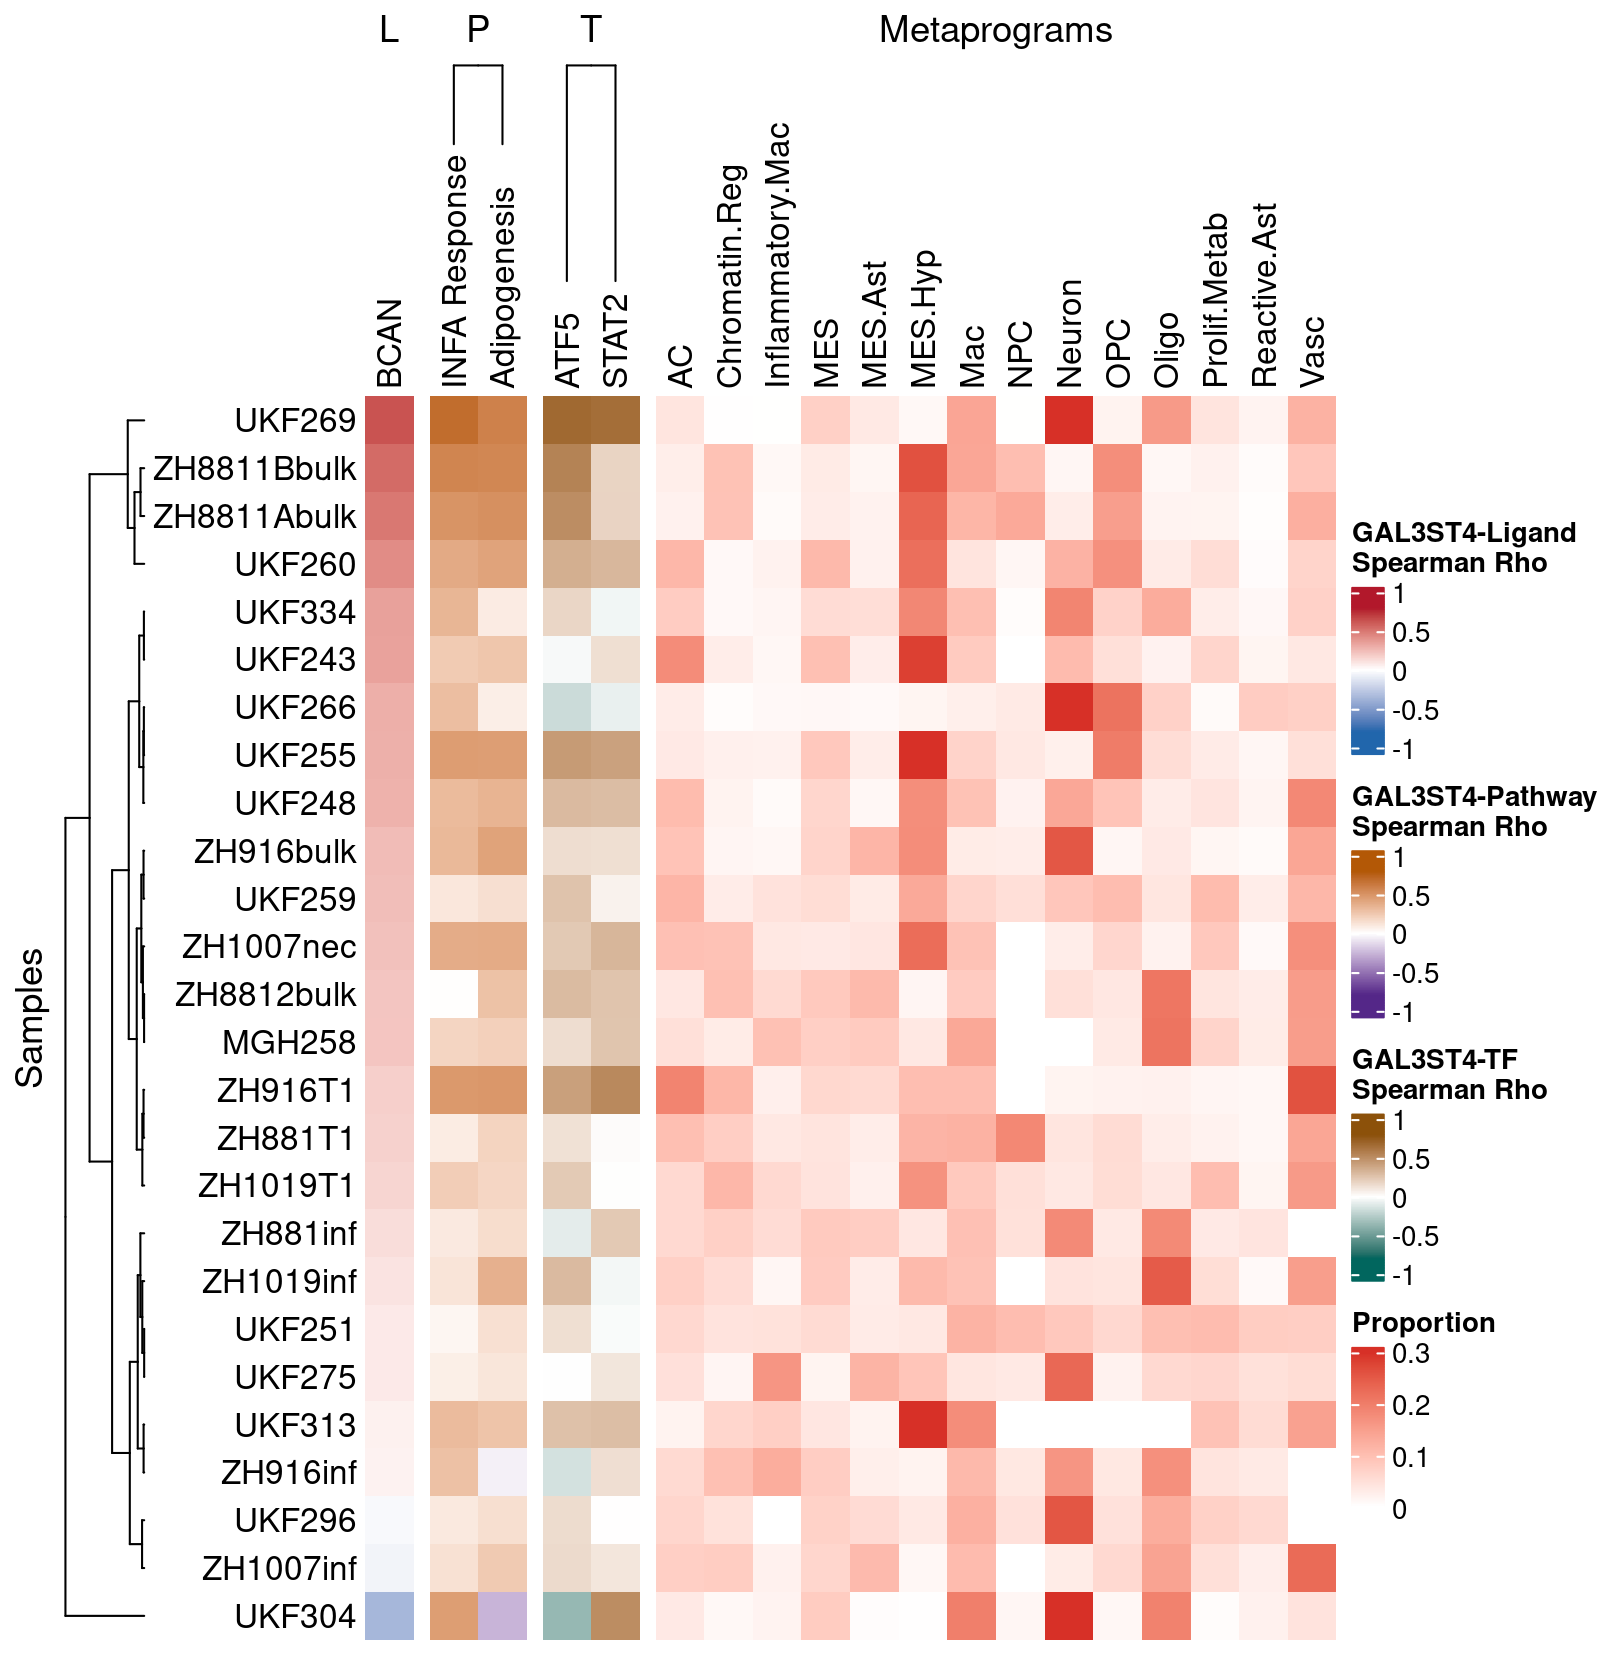 L
P
T
Metaprograms
BCAN
INFA Response
Adipogenesis
ATF5
STAT2
AC
Chromatin.Reg
Inflammatory.Mac
MES
MES.Ast
MES.Hyp
Mac
NPC
Neuron
OPC
Oligo
Prolif.Metab
Reactive.Ast
Vasc
Samples
UKF269
ZH8811Bbulk
ZH8811Abulk
UKF260
UKF334
UKF243
UKF266
UKF255
UKF248
ZH916bulk
UKF259
ZH1007nec
ZH8812bulk
MGH258
ZH916T1
ZH881T1
ZH1019T1
ZH881inf
ZH1019inf
UKF251
UKF275
UKF313
ZH916inf
UKF296
ZH1007inf
UKF304
GAL3ST4-Ligand
Spearman Rho
1
0.5
0
-0.5
-1
GAL3ST4-Pathway
Spearman Rho
1
0.5
0
-0.5
-1
GAL3ST4-TF
Spearman Rho
1
0.5
0
-0.5
-1
Proportion
0.3
0.2
0.1
0